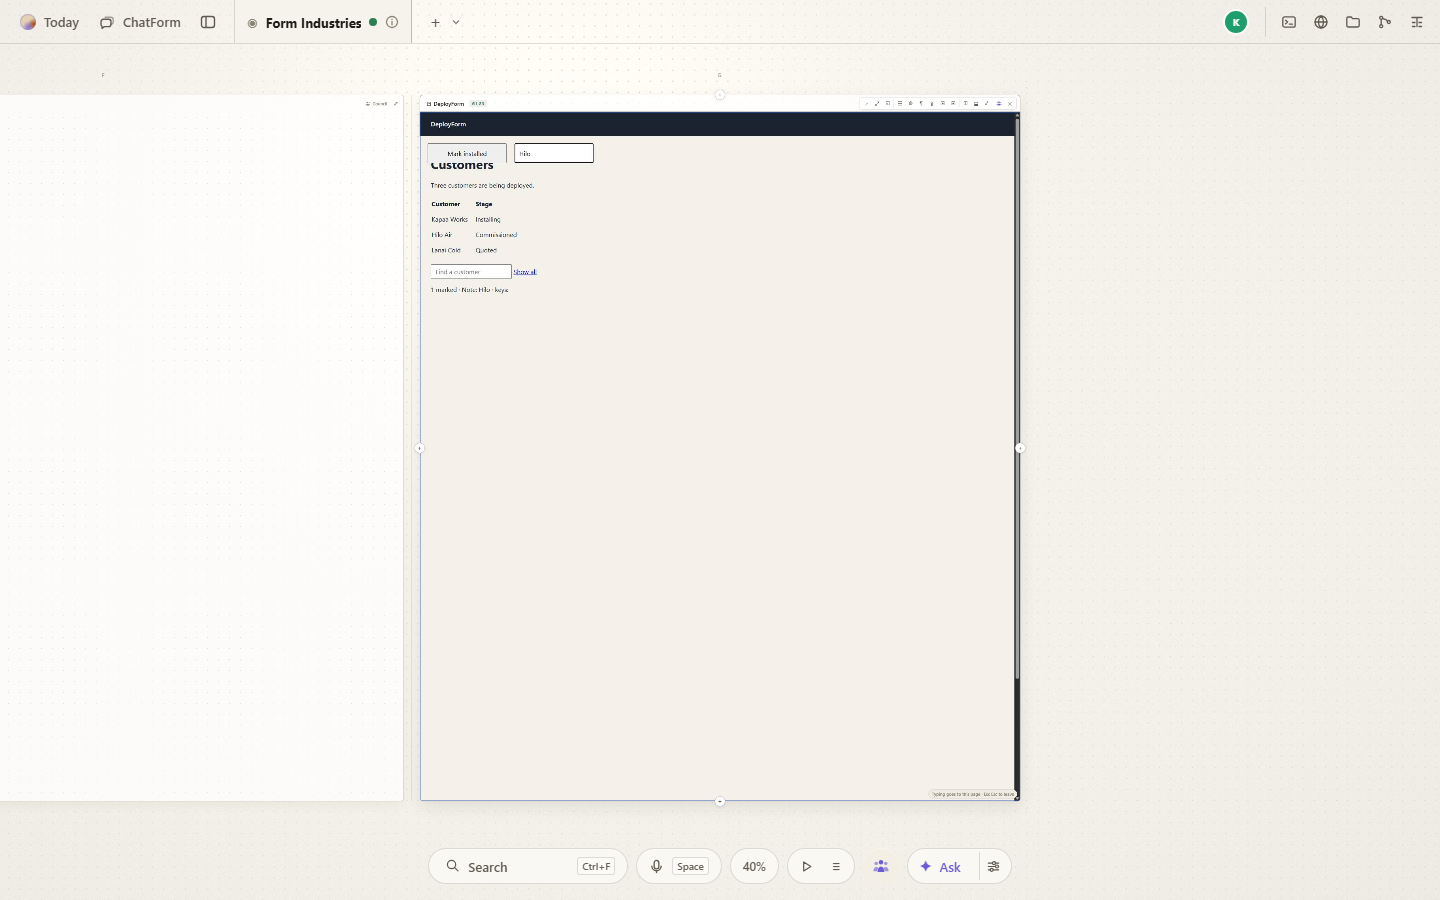 Today
ChatForm
Form Industries
K
F
G
Council
DeployForm
DeployForm
Mark installed
Hilo
Customers
Three customers are being deployed.
Customer Stage
Kapaa Works Installing
Hilo Air Commissioned
Lanai Cold Quoted
Find a customer Show all
1 marked · Note: Hilo · keys:
Search Ctrl+F
Space
40%
Ask